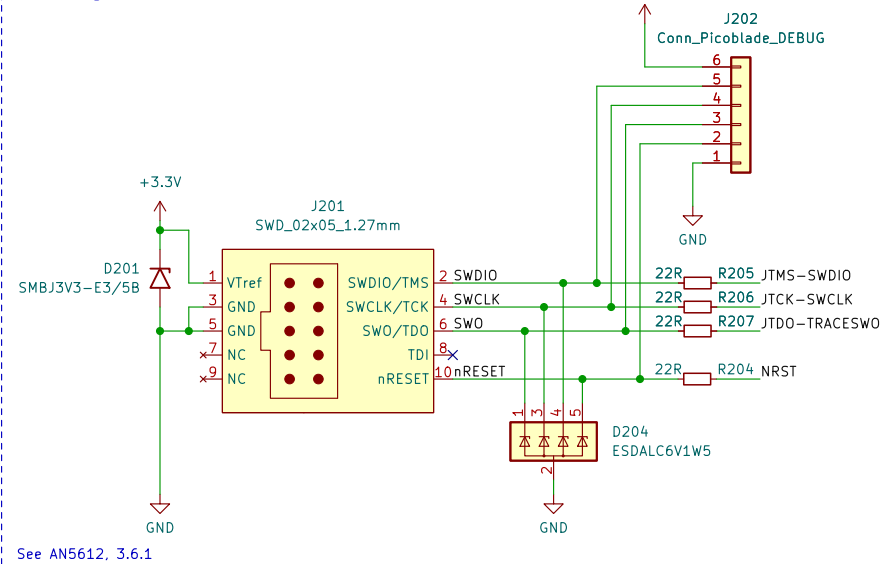 J202
Conn_Picoblade_DEBUG
6
5
4
3
2
1
GND
+3.3V
J201
SWD_02x05_1.27mm
D201
SMBJ3V3-E3/5B
1 VTref SWDIO/TMS 2 SWDIO 22R R205 JTMS-SWDIO
3 GND SWCLK/TCK 4 SWCLK 22R R206 JTCK-SWCLK
5 GND SWO/TDO 6 SWO 22R R207 JTDO-TRACESWO
7 NC TDI 8
9 NC nRESET 10 nRESET 22R R204 NRST
1 3 4 5
D204
ESDALC6V1W5
2
GND GND
See AN5612, 3.6.1